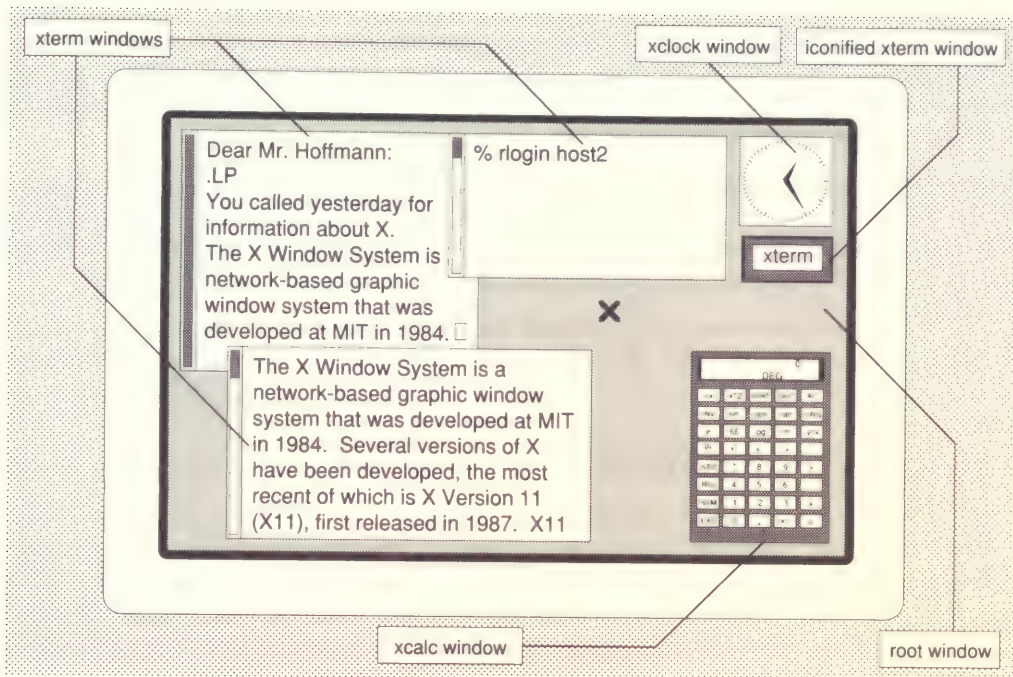 xterm windows
xclock window
iconified xterm window
Dear Mr. Hoffmann:
.LP
You called yesterday for
information about X.
The X Window System is
network-based graphic
window system that was
developed at MIT in 1984.
% rlogin host2
xterm
The X Window System is a
network-based graphic window
system that was developed at MIT
in 1984.  Several versions of X
have been developed, the most
recent of which is X Version 11
(X11), first released in 1987.  X11
DEG
EE
8 9
4 5 6
1 2 3
xcalc window
root window